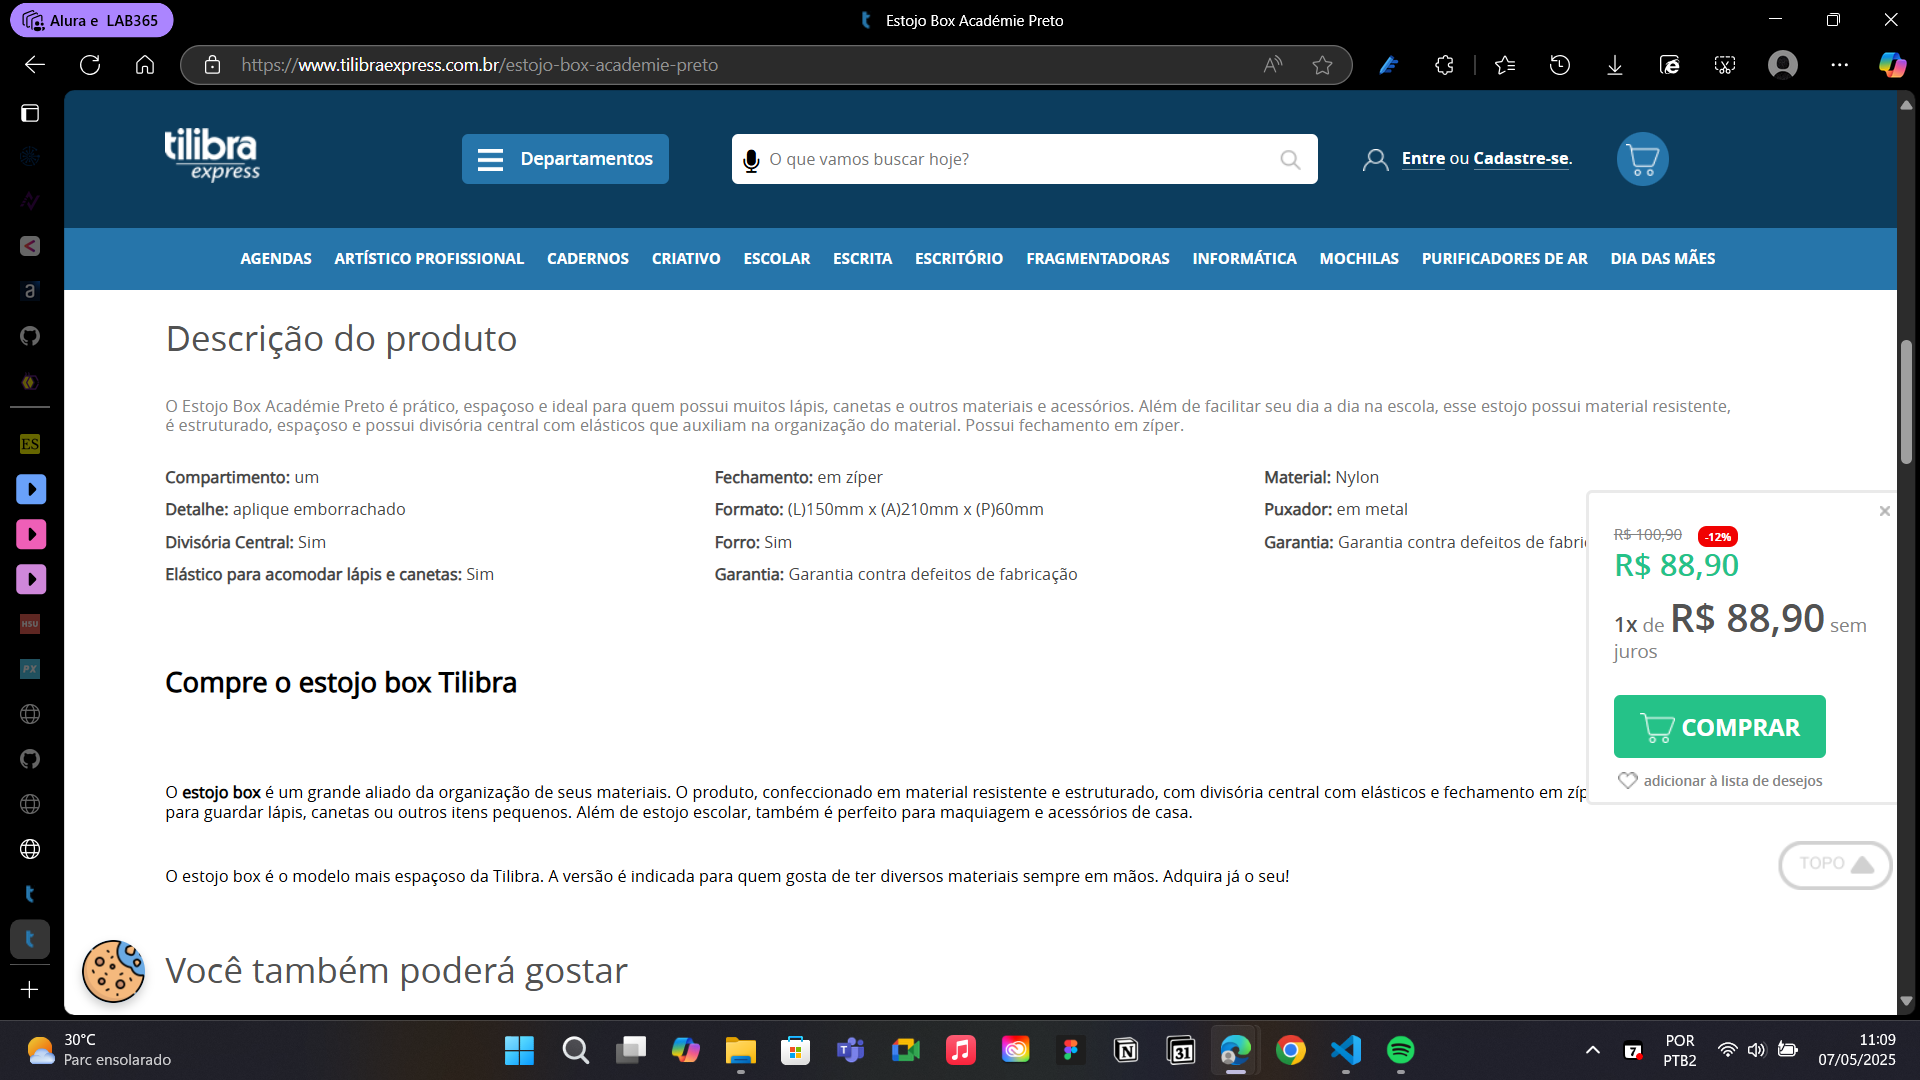 Alura e LAB365
Estojo Box Académie Preto
https://www.tilibraexpress.com.br/estojo-box-academie-preto
tilibra
express
Departamentos
O que vamos buscar hoje?
Entre ou Cadastre-se.
AGENDAS ARTÍSTICO PROFISSIONAL CADERNOS CRIATIVO ESCOLAR ESCRITA ESCRITÓRIO FRAGMENTADORAS INFORMÁTICA MOCHILAS PURIFICADORES DE AR DIA DAS MÃES
Descrição do produto
O Estojo Box Académie Preto é prático, espaçoso e ideal para quem possui muitos lápis, canetas e outros materiais e acessórios. Além de facilitar seu dia a dia na escola, esse estojo possui material resistente,
é estruturado, espaçoso e possui divisória central com elásticos que auxiliam na organização do material. Possui fechamento em zíper.
Compartimento: um
Detalhe: aplique emborrachado
Divisória Central: Sim
Elástico para acomodar lápis e canetas: Sim
Fechamento: em zíper
Formato: (L)150mm x (A)210mm x (P)60mm
Forro: Sim
Garantia: Garantia contra defeitos de fabricação
Material: Nylon
Puxador: em metal
Garantia: Garantia contra defeitos de fabri
R$ 100,90 -12%
R$ 88,90
1x de R$ 88,90 sem
juros
COMPRAR
adicionar à lista de desejos
Compre o estojo box Tilibra
O estojo box é um grande aliado da organização de seus materiais. O produto, confeccionado em material resistente e estruturado, com divisória central com elásticos e fechamento em zíp
para guardar lápis, canetas ou outros itens pequenos. Além de estojo escolar, também é perfeito para maquiagem e acessórios de casa.
O estojo box é o modelo mais espaçoso da Tilibra. A versão é indicada para quem gosta de ter diversos materiais sempre em mãos. Adquira já o seu!
TOPO
Você também poderá gostar
a
ES
HSU
PX
t
t
30°C
Parc ensolarado
31
7
POR
PTB2
11:09
07/05/2025